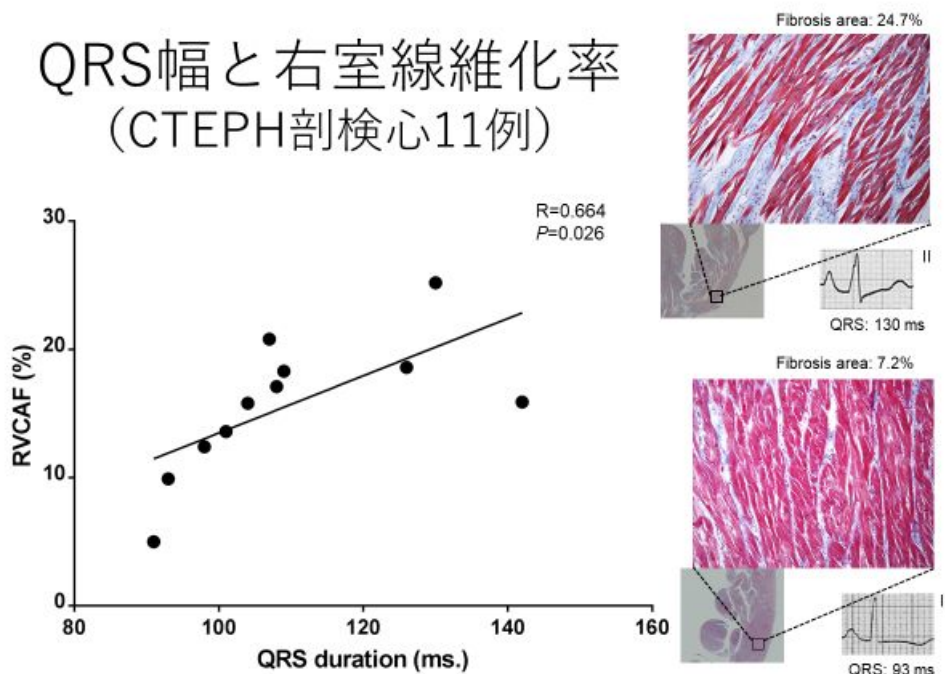 QRS幅と右室線維化率
（CTEPH剖検心11例）
R=0.664
P=0.026
30
20
10
0
80
100
120
140
160
RVCAF (%)
QRS duration (ms.)
Fibrosis area: 24.7%
II
QRS: 130 ms
Fibrosis area: 7.2%
QRS: 93 ms